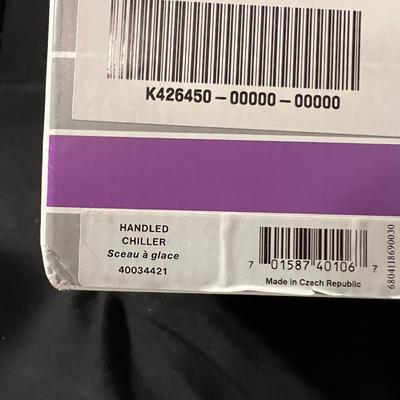 K426450-00000-00000
HANDLED
CHILLER
Sceau à glace
40034421
7 01587 40106 7
Made in Czech Republic
6804118690030